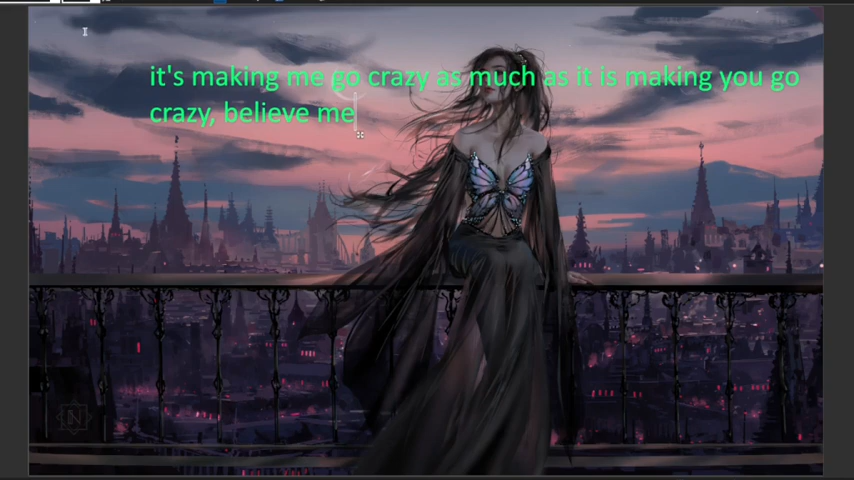 it's making me go crazy as much as it is making you go
crazy, believe me